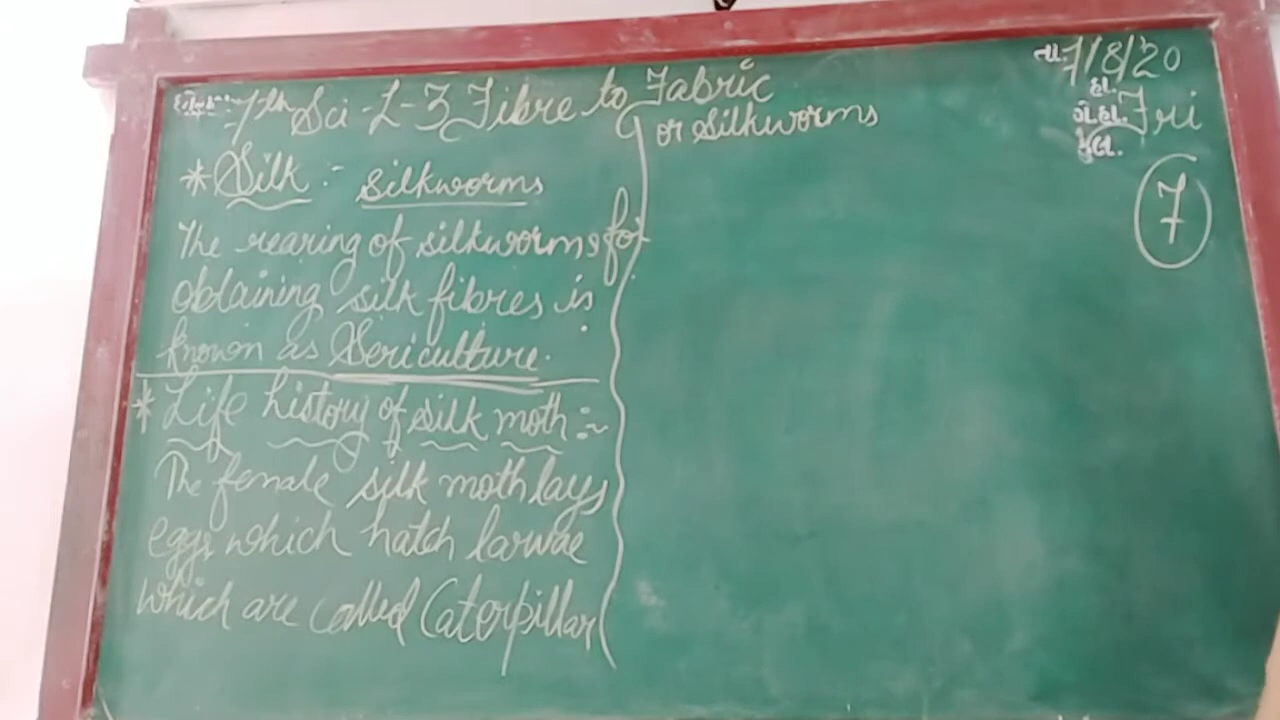 7th Sci - L-3 Fibre to Fabric
or Silkworms
* Silk :- silkworms
The rearing of silkworms for
obtaining silk fibres is
known as Sericulture.
* Life history of silk moth :-
The female silk moth lays
eggs which hatch larvae
which are called Caterpillar
તા. 7/8/20
હા.
ગે.હા. Fri
કુલ.
7